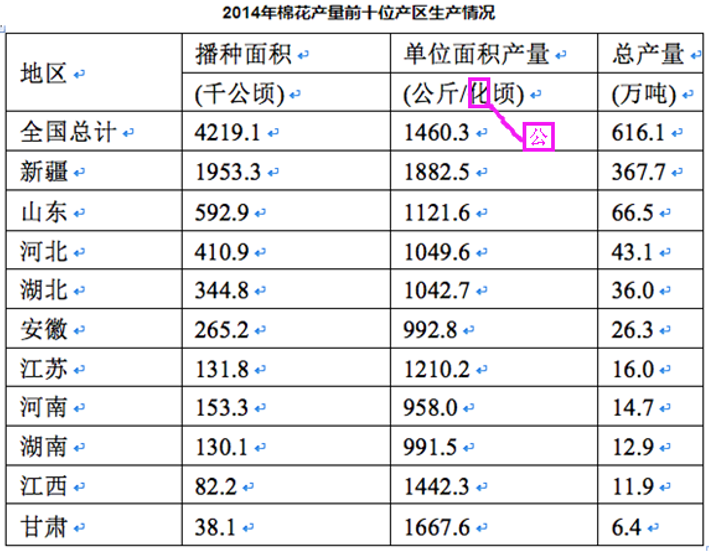 2014年棉花产量前十位产区生产情况
地区 播种面积 单位面积产量 总产量
(千公顷) (公斤/化顷) (万吨)
公
全国总计 4219.1 1460.3 616.1
新疆 1953.3 1882.5 367.7
山东 592.9 1121.6 66.5
河北 410.9 1049.6 43.1
湖北 344.8 1042.7 36.0
安徽 265.2 992.8 26.3
江苏 131.8 1210.2 16.0
河南 153.3 958.0 14.7
湖南 130.1 991.5 12.9
江西 82.2 1442.3 11.9
甘肃 38.1 1667.6 6.4